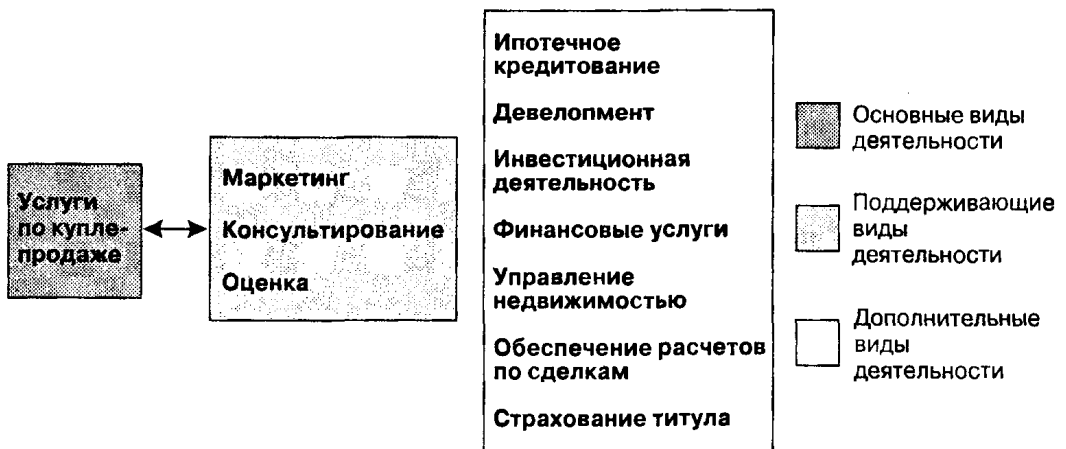 Услуги
по купле-
продаже
Маркетинг
Консультирование
Оценка
Ипотечное
кредитование
Девелопмент
Инвестиционная
деятельность
Финансовые услуги
Управление
недвижимостью
Обеспечение расчетов
по сделкам
Страхование титула
Основные виды
деятельности
Поддерживающие
виды
деятельности
Дополнительные
виды
деятельности